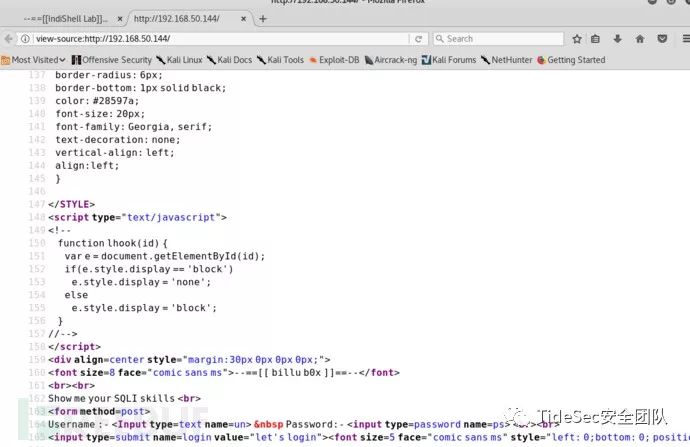 http://192.168.50.144/ - Mozilla Firefox
--==[[IndiShell Lab]]... × http://192.168.50.144/ ×
view-source:http://192.168.50.144/ Search
Most Visited Offensive Security Kali Linux Kali Docs Kali Tools Exploit-DB Aircrack-ng Kali Forums NetHunter Getting Started
137 border-radius: 6px;
138 border-bottom: 1px solid black;
139 color: #28597a;
140 font-size: 20px;
141 font-family: Georgia, serif;
142 text-decoration: none;
143 vertical-align: left;
144 align:left;
145 }
146
147 </STYLE>
148 <script type="text/javascript">
149 <!--
150 function lhook(id) {
151 var e = document.getElementById(id);
152 if(e.style.display == 'block')
153 e.style.display = 'none';
154 else
155 e.style.display = 'block';
156 }
157 //-->
158 </script>
159 <div align=center style="margin:30px 0px 0px 0px;">
160 <font size=8 face="comic sans ms">--==[[ billu b0x ]]==--</font>
161 <br><br>
162 Show me your SQLI skills <br>
163 <form method=post>
164 Username :- <Input type=text name=un> &nbsp Password:- <input type=password name=ps> <br><br>
<input type=submit name=login value="let's login"><font size=5 face="comic sans ms" style="left: 0;bottom: 0; positi
TideSec安全团队